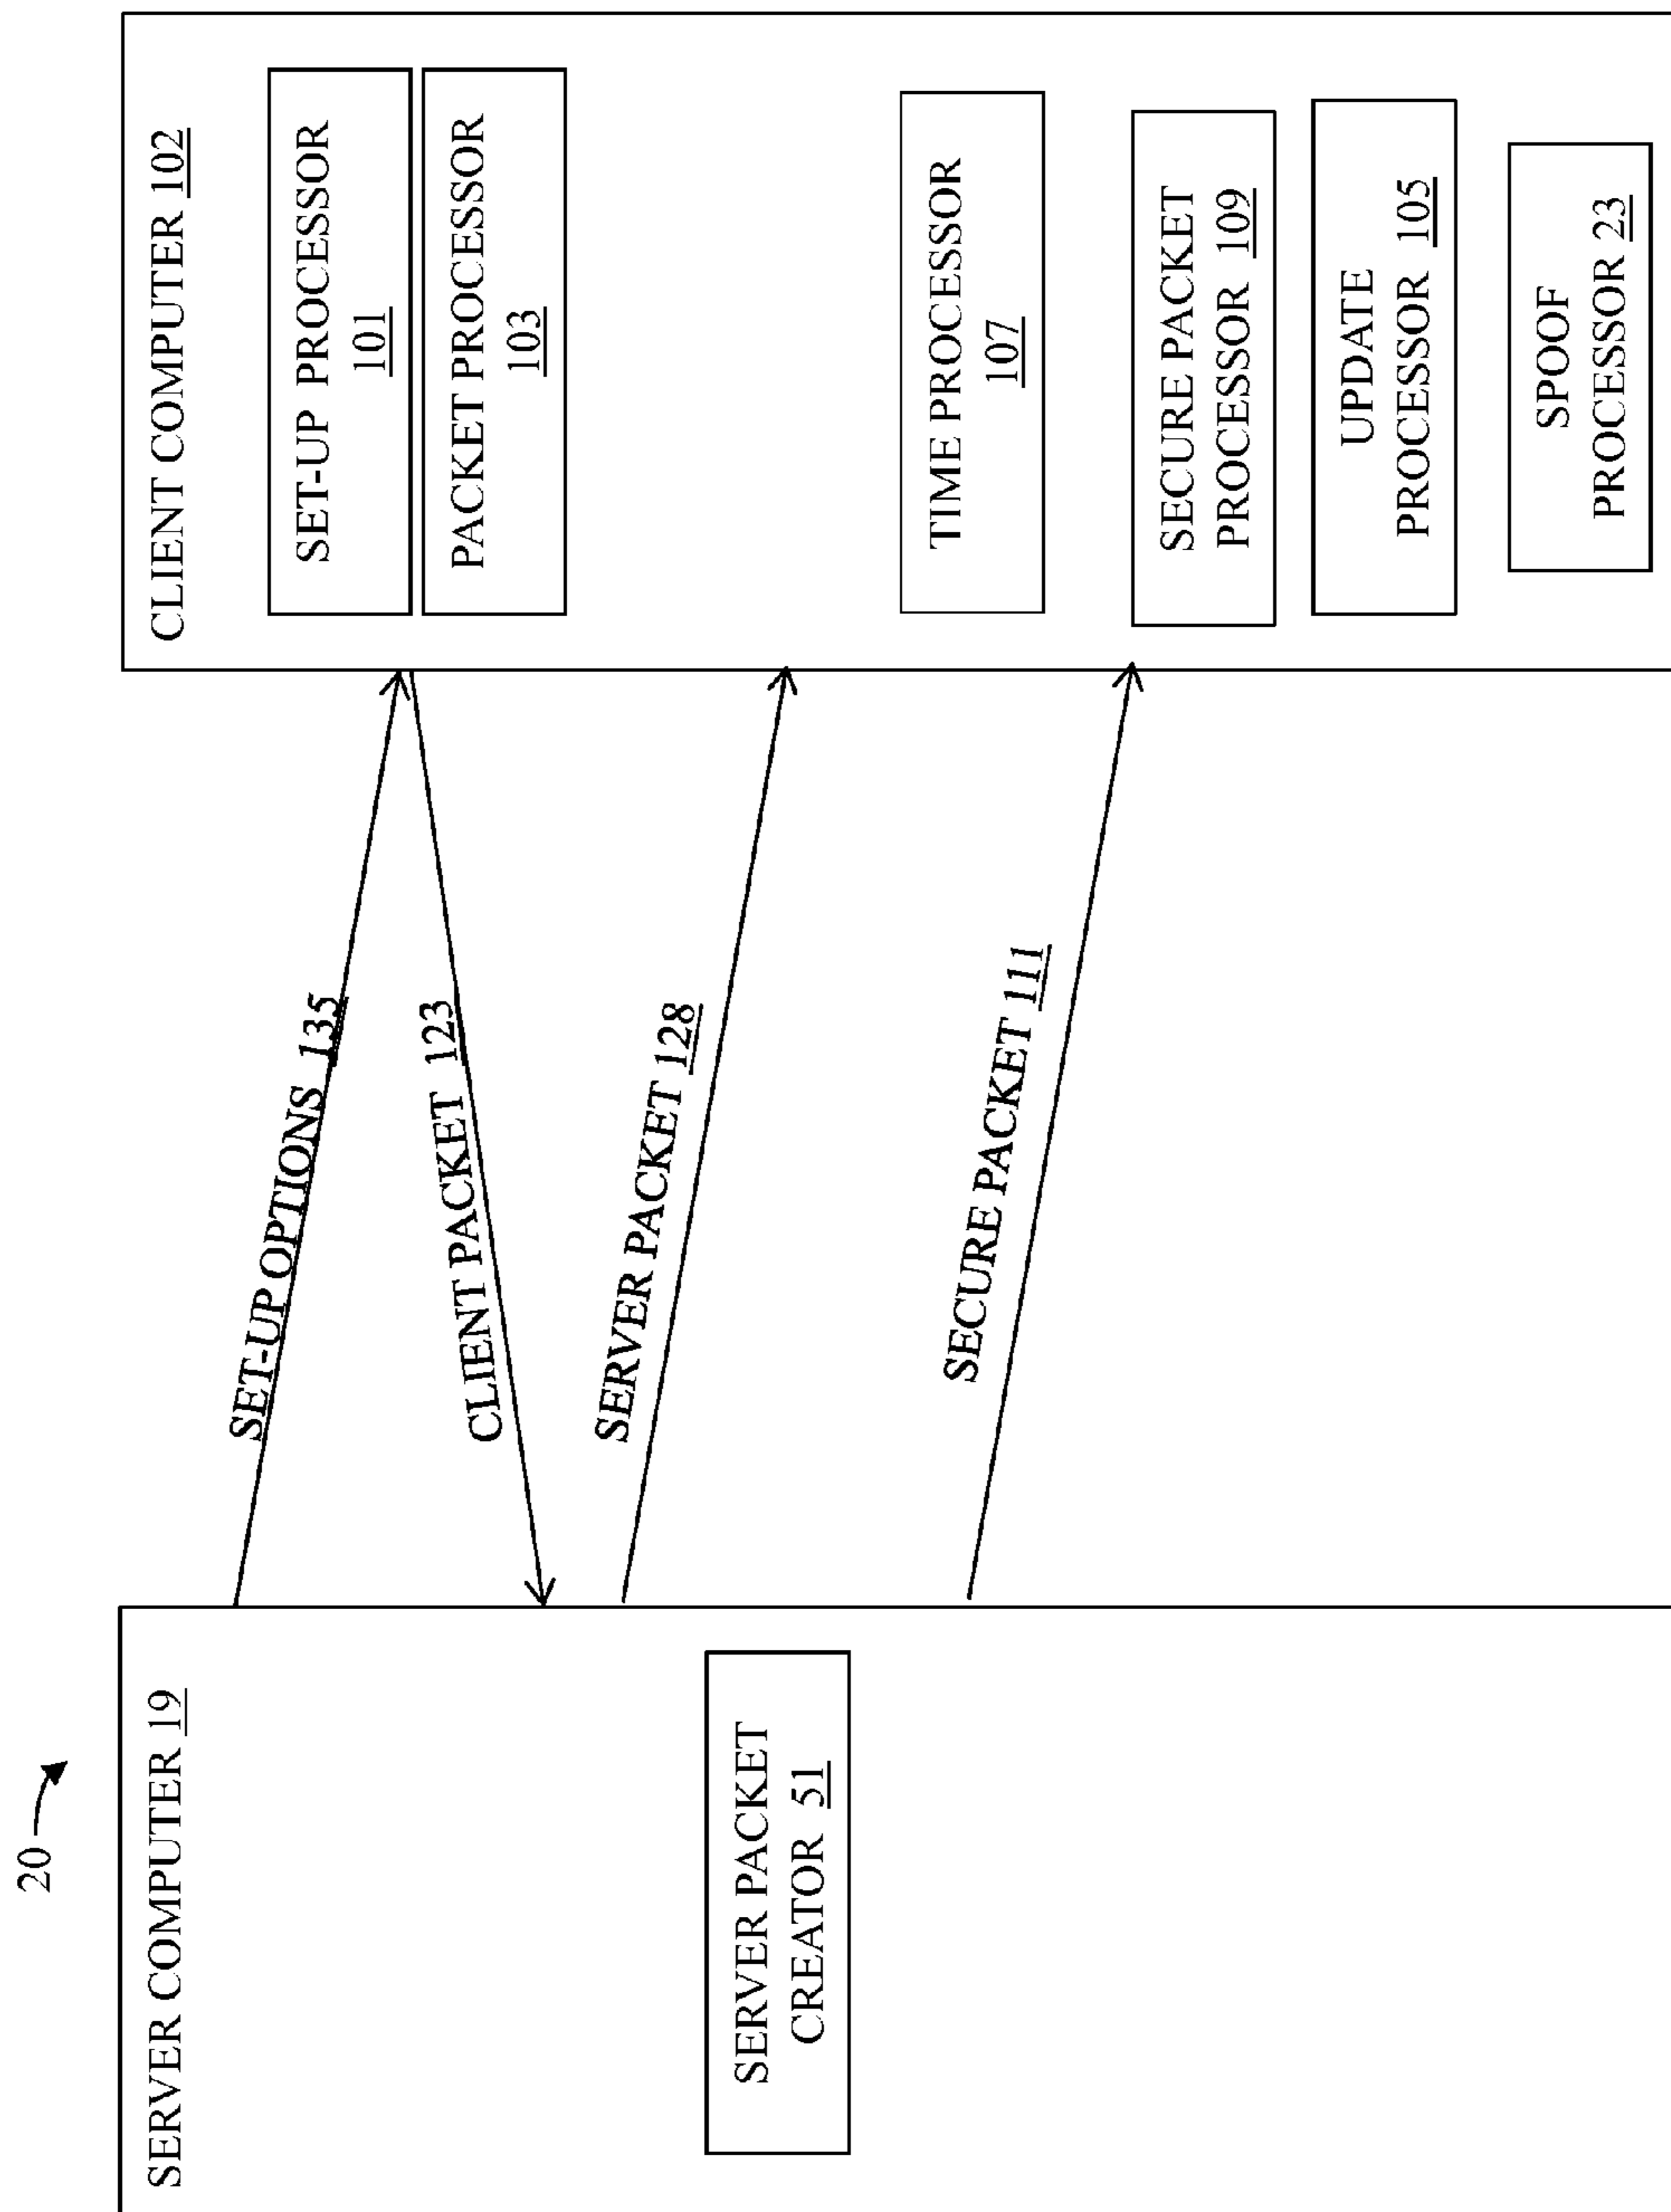 20
SERVER COMPUTER 19
SERVER PACKET
CREATOR 51
SET-UP OPTIONS 135
CLIENT PACKET 123
SERVER PACKET 128
SECURE PACKET 111
CLIENT COMPUTER 102
SET-UP PROCESSOR
101
PACKET PROCESSOR
103
TIME PROCESSOR
107
SECURE PACKET
PROCESSOR 109
UPDATE
PROCESSOR 105
SPOOF
PROCESSOR 23